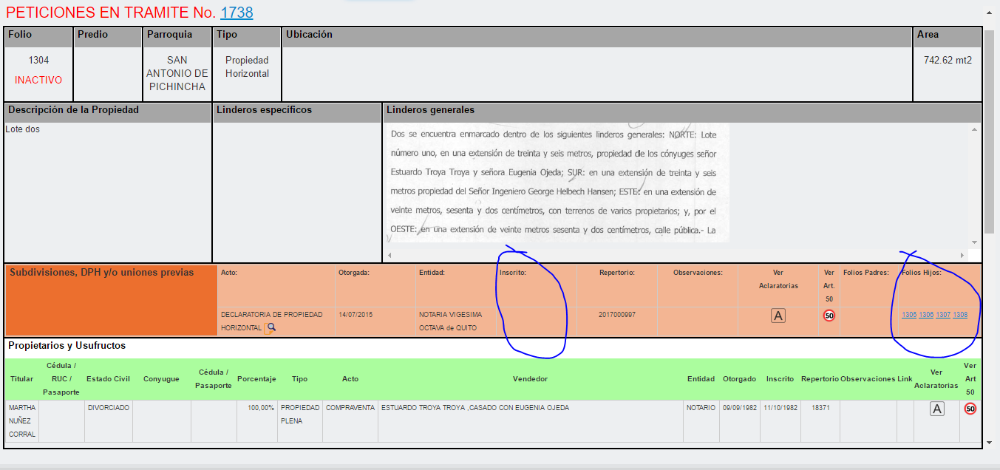 PETICIONES EN TRAMITE No. 1738
Folio Predio Parroquia Tipo Ubicación Area
1304 SAN Propiedad 742.62 mt2
ANTONIO DE Horizontal
INACTIVO PICHINCHA
Descripción de la Propiedad Linderos específicos Linderos generales
Lote dos
Dos se encuentra enmarcado dentro de los siguientes linderos generales: NORTE: Lote
número uno, en una extensión de treinta y seis metros, propiedad de los cónyuges señor
Estuardo Troya Troya y señora Eugenia Ojeda; SUR: en una extensión de treinta y seis
metros propiedad del Señor Ingeniero George Helbech Hansen; ESTE: en una extensión de
veinte metros, sesenta y dos centímetros, con terrenos de varios propietarios; y, por el
OESTE: en una extensión de veinte metros sesenta y dos centímetros, calle pública.- La
Subdivisiones, DPH y/o uniones previas Acto: Otorgada: Entidad: Inscrito: Repertorio: Observaciones: Ver Ver Folios Padres: Folios Hijos:
Aclaratorias Art.
50
DECLARATORIA DE PROPIEDAD 14/07/2015 NOTARIA VIGESIMA 2017000997 A 50 1305 1306 1307 1308
HORIZONTAL OCTAVA de QUITO
Propietarios y Usufructos
Cédula / Ver
Titular RUC / Estado Civil Conyugue Cédula / Porcentaje Tipo Acto Vendedor Entidad Otorgado Inscrito Repertorio Observaciones Link Ver Art
Pasaporte Pasaporte Aclaratorias 50
MARTHA DIVORCIADO 100,00% PROPIEDAD COMPRAVENTA ESTUARDO TROYA TROYA ,CASADO CON EUGENIA OJEDA NOTARIO 09/09/1982 11/10/1982 18371 A 50
NUÑEZ PLENA
CORRAL